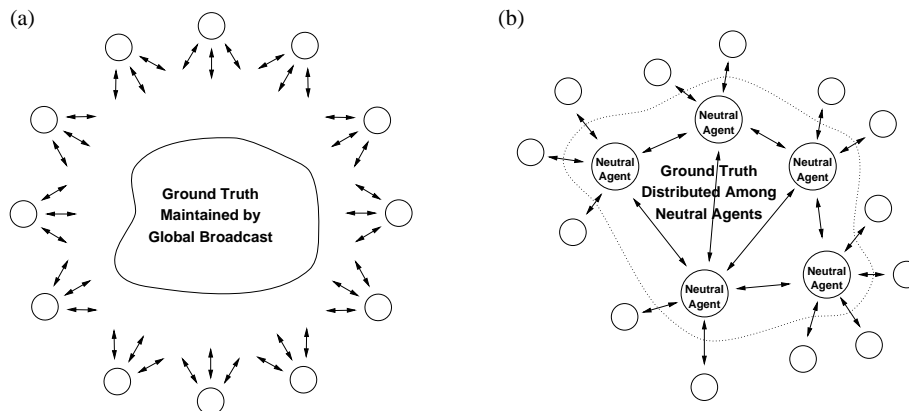 (a)
Ground Truth
Maintained by
Global Broadcast
(b)
Neutral
Agent
Neutral
Agent
Neutral
Agent
Ground Truth
Distributed Among
Neutral Agents
Neutral
Agent
Neutral
Agent